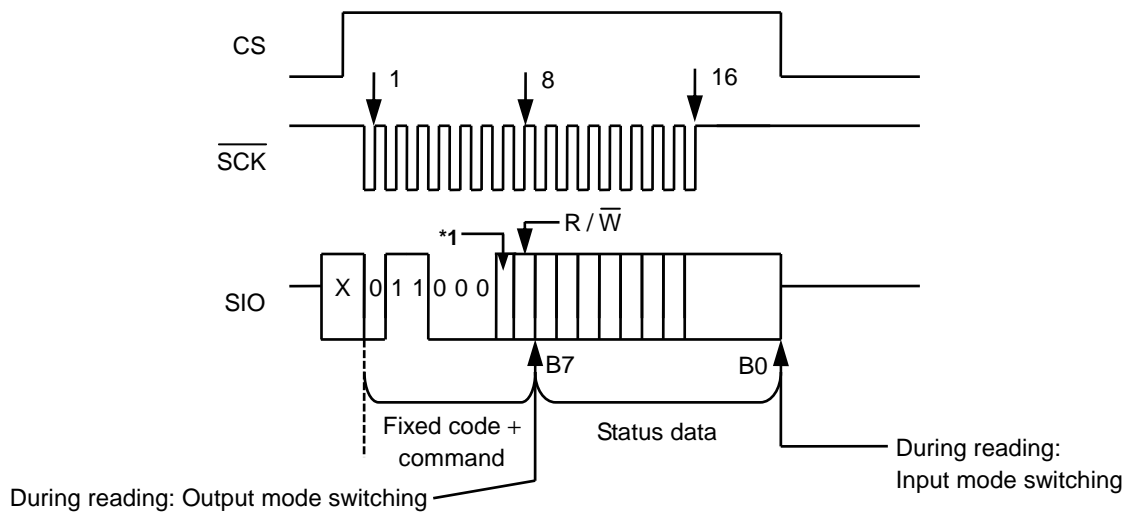 CS
1
8
16
SCK
*1
R / W
SIO
X 0 1 1 0 0 0
B7
B0
Fixed code +
command
Status data
During reading:
Input mode switching
During reading: Output mode switching